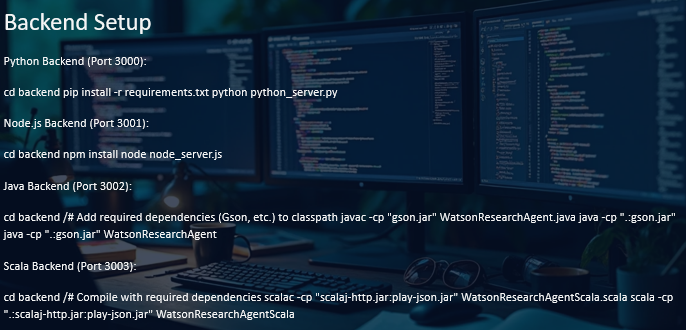 Backend Setup
Python Backend (Port 3000):
cd backend pip install -r requirements.txt python python_server.py
Node.js Backend (Port 3001):
cd backend npm install node node_server.js
Java Backend (Port 3002):
cd backend /# Add required dependencies (Gson, etc.) to classpath javac -cp "gson.jar" WatsonResearchAgent.java java -cp ".:gson.jar"
java -cp ".:gson.jar" WatsonResearchAgent
Scala Backend (Port 3003):
cd backend /# Compile with required dependencies scalac -cp "scalaj-http.jar:play-json.jar" WatsonResearchAgentScala.scala scala -cp
".:scalaj-http.jar:play-json.jar" WatsonResearchAgentScala